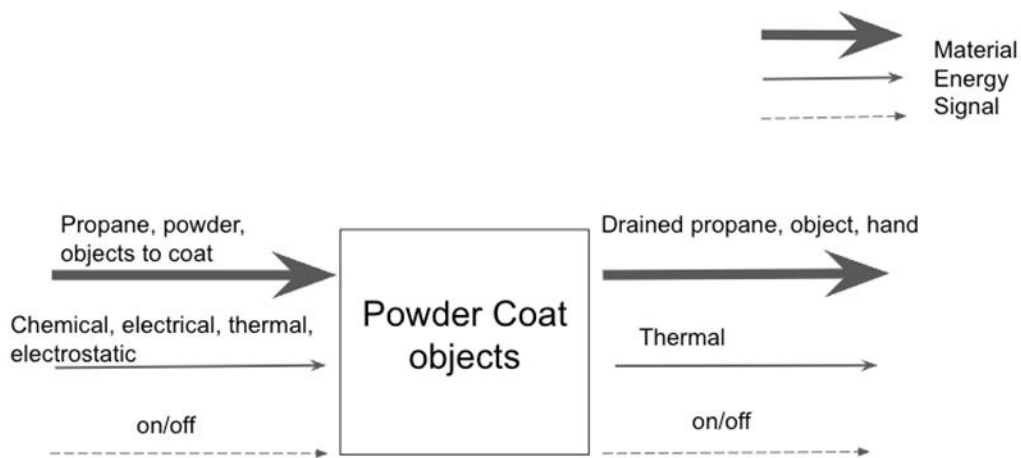 Material
Energy
Signal
Propane, powder,
objects to coat
Drained propane, object, hand
Powder Coat
objects
Chemical, electrical, thermal,
electrostatic
Thermal
on/off
on/off